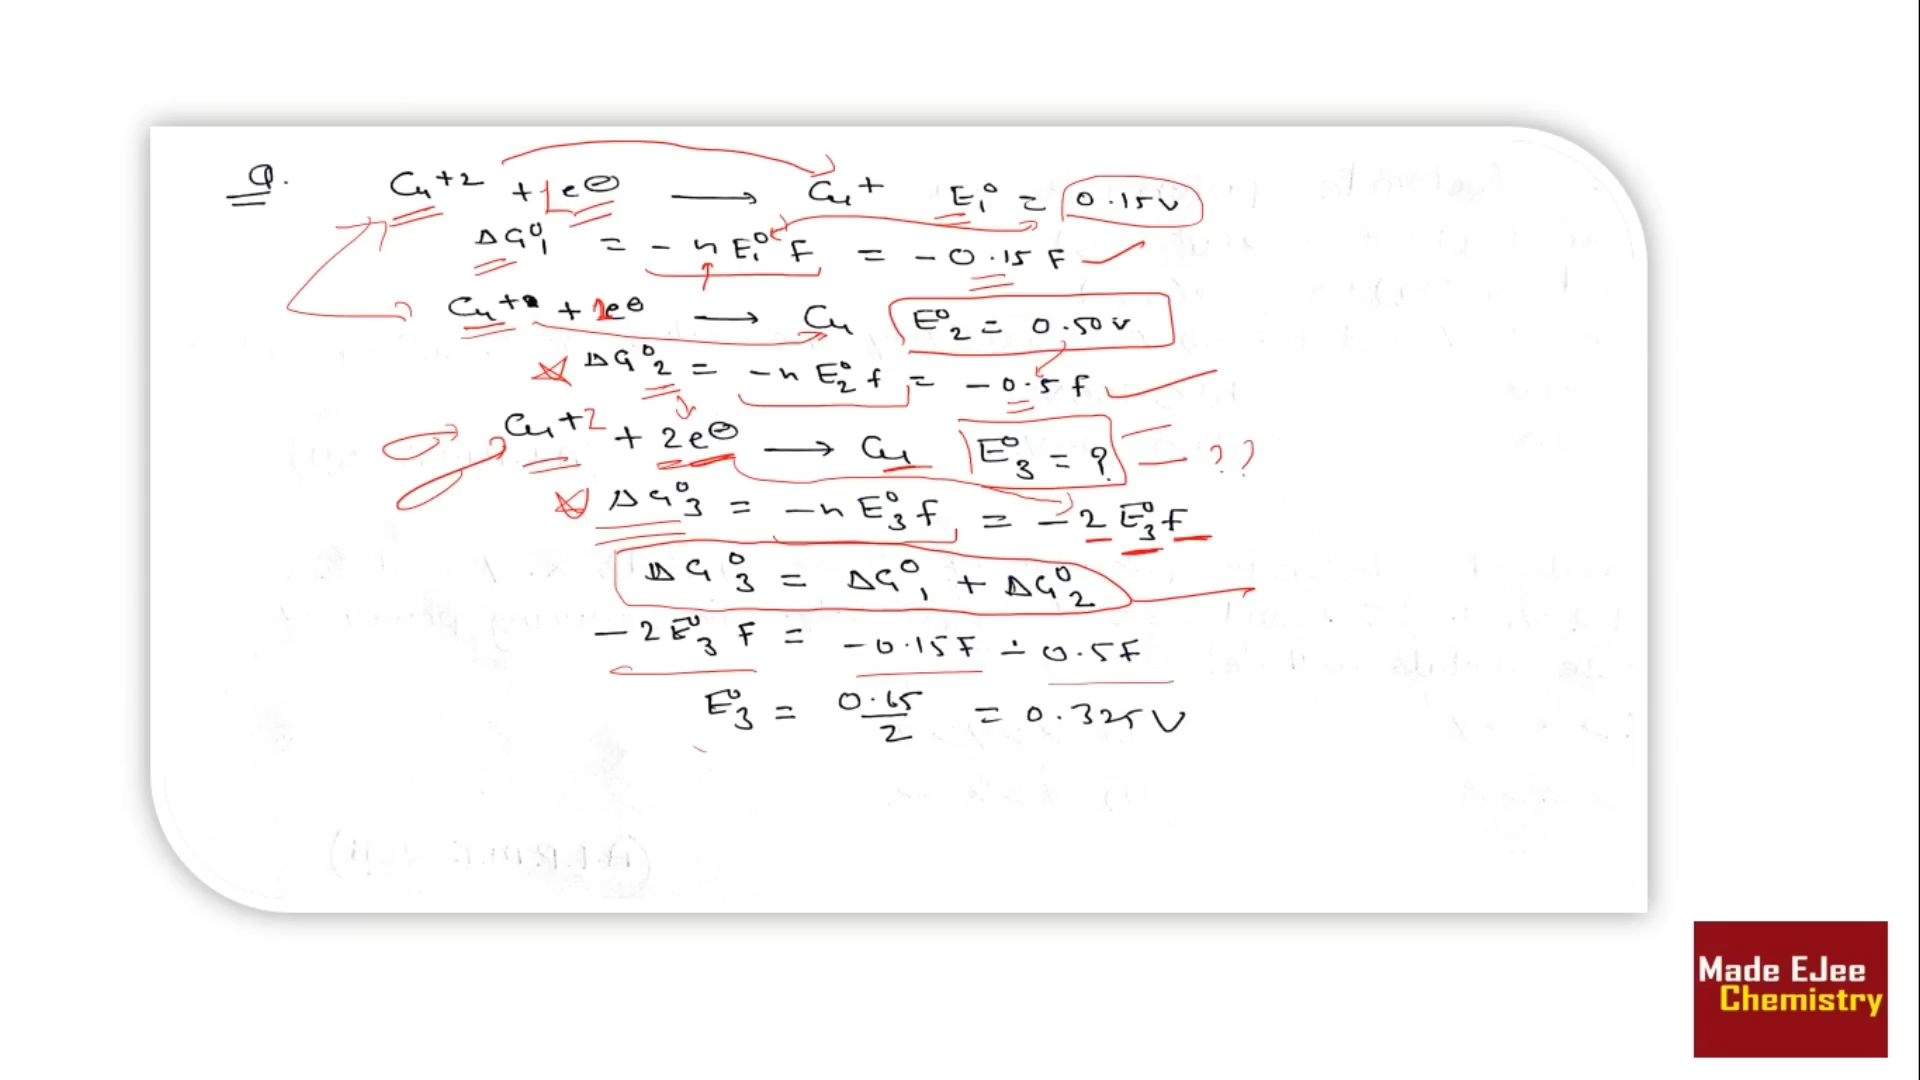 Q. Cu+2 + 1e⊖ ⟶ Cu+ E°1 = 0.15V
ΔG°1 = - n E°1 F = - 0.15 F
Cu+ + 1e⊖ ⟶ Cu E°2 = 0.50V
ΔG°2 = - n E°2 f = - 0.5 f
Cu+2 + 2e⊖ ⟶ Cu E°3 = ? ??
ΔG°3 = - n E°3 f = - 2 E°3 f
ΔG°3 = ΔG°1 + ΔG°2
- 2 E°3 F = - 0.15F - 0.5F
E°3 = 0.65/2 = 0.325 V
Made EJee
Chemistry